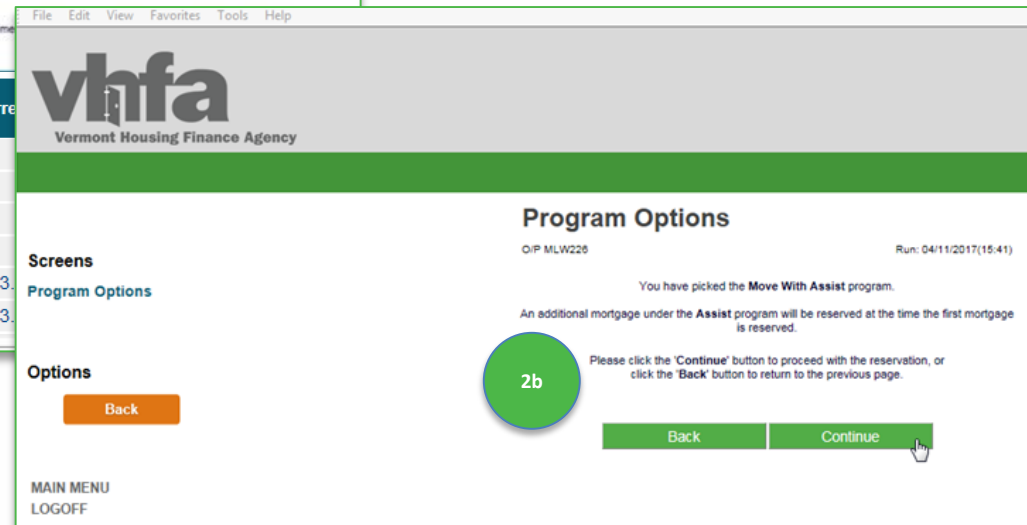 File Edit View Favorites Tools Help
vhfa
Vermont Housing Finance Agency
Program Options
O/P MLW226 Run: 04/11/2017(15:41)
Screens
Program Options
You have picked the Move With Assist program.
An additional mortgage under the Assist program will be reserved at the time the first mortgage
is reserved.
Please click the 'Continue' button to proceed with the reservation, or
click the 'Back' button to return to the previous page.
2b
Options
Back
Back Continue
MAIN MENU
LOGOFF
3.
3.